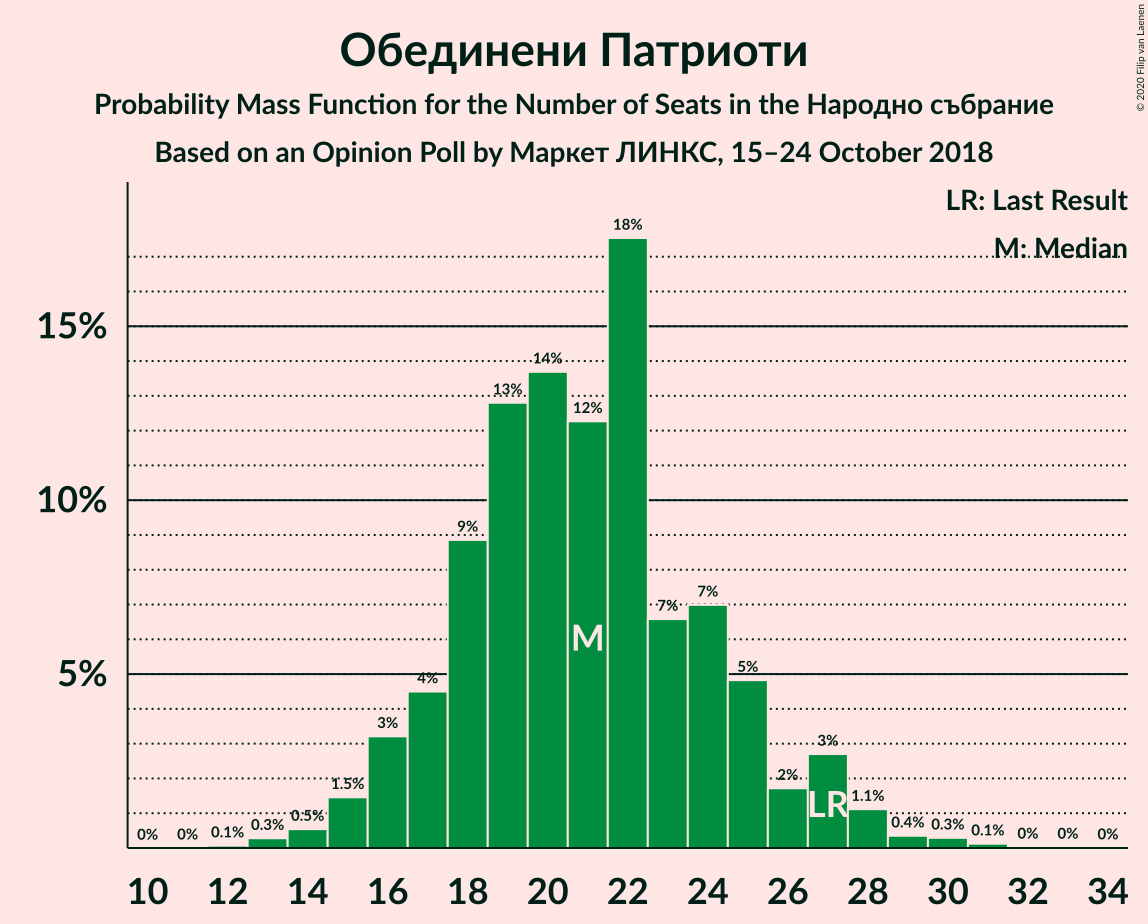 Обединени Патриоти
Probability Mass Function for the Number of Seats in the Народно събрание
Based on an Opinion Poll by Маркет ЛИНКС, 15–24 October 2018
© 2020 Filip van Laenen
LR: Last Result
M: Median
15%
10%
5%
0% 0% 0.1% 0.3% 0.5% 1.5% 3% 4% 9% 13% 14% 12% 18% 7% 7% 5% 2% 3% 1.1% 0.4% 0.3% 0.1% 0% 0% 0%
M
LR
10 12 14 16 18 20 22 24 26 28 30 32 34